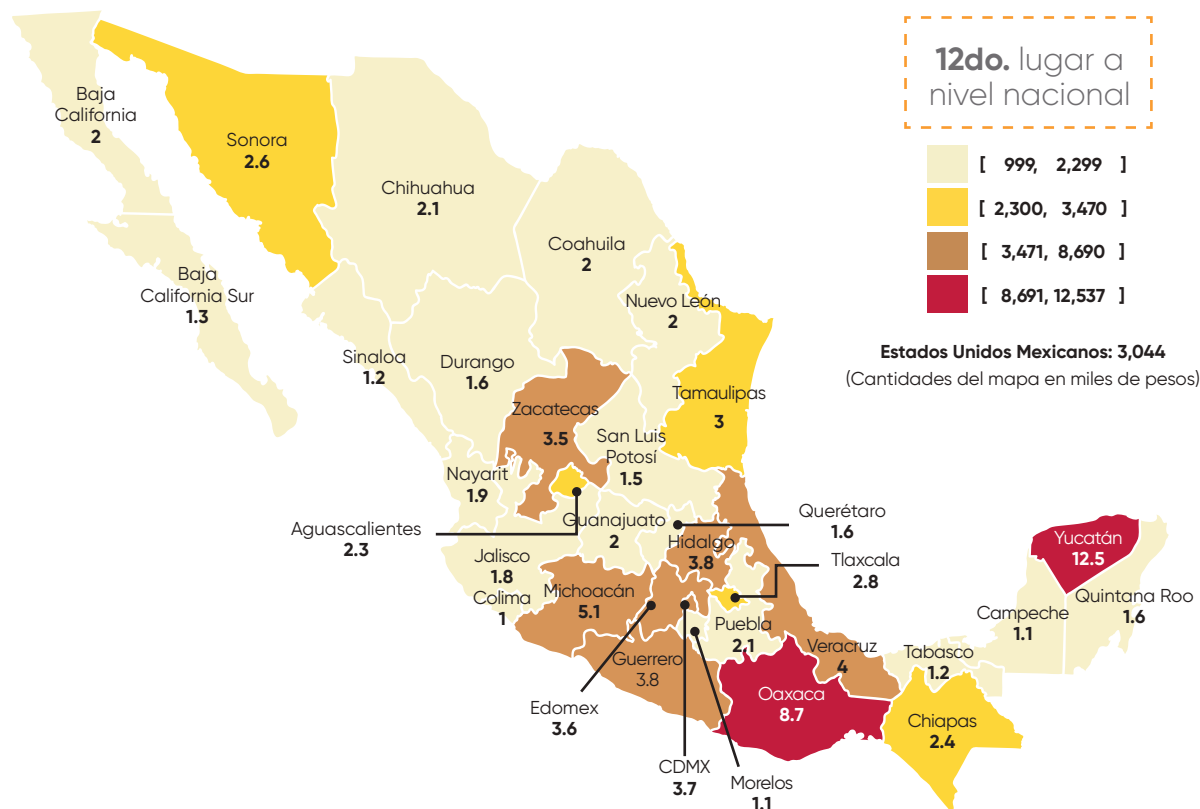 12do. lugar a
nivel nacional
[ 999, 2,299 ]
[ 2,300, 3,470 ]
[ 3,471, 8,690 ]
[ 8,691, 12,537 ]
Estados Unidos Mexicanos: 3,044
(Cantidades del mapa en miles de pesos)
Baja
California
2
Sonora
2.6
Chihuahua
2.1
Coahuila
2
Baja
California Sur
1.3
Nuevo León
2
Sinaloa
1.2
Durango
1.6
Tamaulipas
3
Zacatecas
3.5
San Luis
Potosí
1.5
Nayarit
1.9
Aguascalientes
2.3
Guanajuato
2
Querétaro
1.6
Hidalgo
3.8
Tlaxcala
2.8
Yucatán
12.5
Jalisco
1.8
Colima
1
Michoacán
5.1
Quintana Roo
1.6
Campeche
1.1
Puebla
2.1
Veracruz
4
Tabasco
1.2
Guerrero
3.8
Edomex
3.6
Oaxaca
8.7
Chiapas
2.4
CDMX
3.7
Morelos
1.1